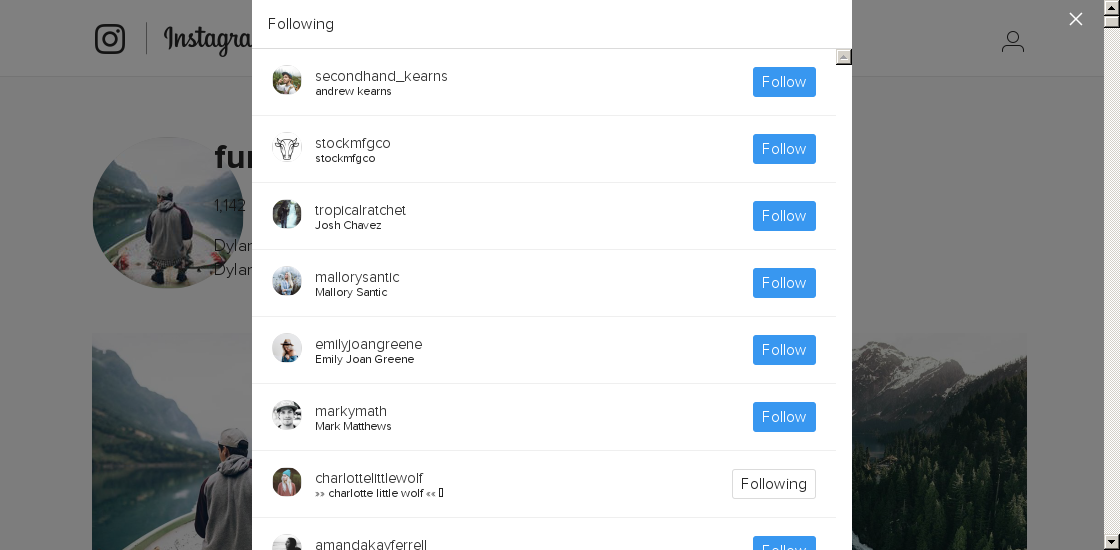 Following
Instagra
secondhand_kearns
andrew kearns
Follow
stockmfgco
stockmfgco
Follow
tropicalratchet
Josh Chavez
Follow
mallorysantic
Mallory Santic
Follow
emilyjoangreene
Emily Joan Greene
Follow
markymath
Mark Matthews
Follow
charlottelittlewolf
»» charlotte little wolf ««
Following
amandakayferrell
Follow
fur
1,142
Dylan
Dylan